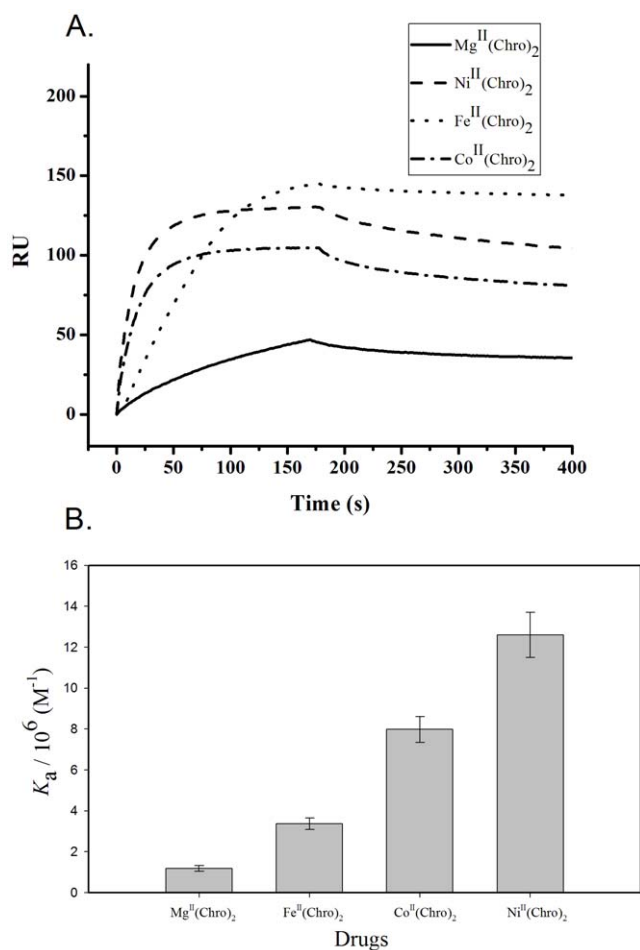 A.
Mg^II(Chro)_2
Ni^II(Chro)_2
Fe^II(Chro)_2
Co^II(Chro)_2
200
150
100
50
0
RU
0 50 100 150 200 250 300 350 400
Time (s)
B.
16
14
12
10
8
6
4
2
0
K_a / 10^6 (M^-1)
Mg^II(Chro)_2 Fe^II(Chro)_2 Co^II(Chro)_2 Ni^II(Chro)_2
Drugs